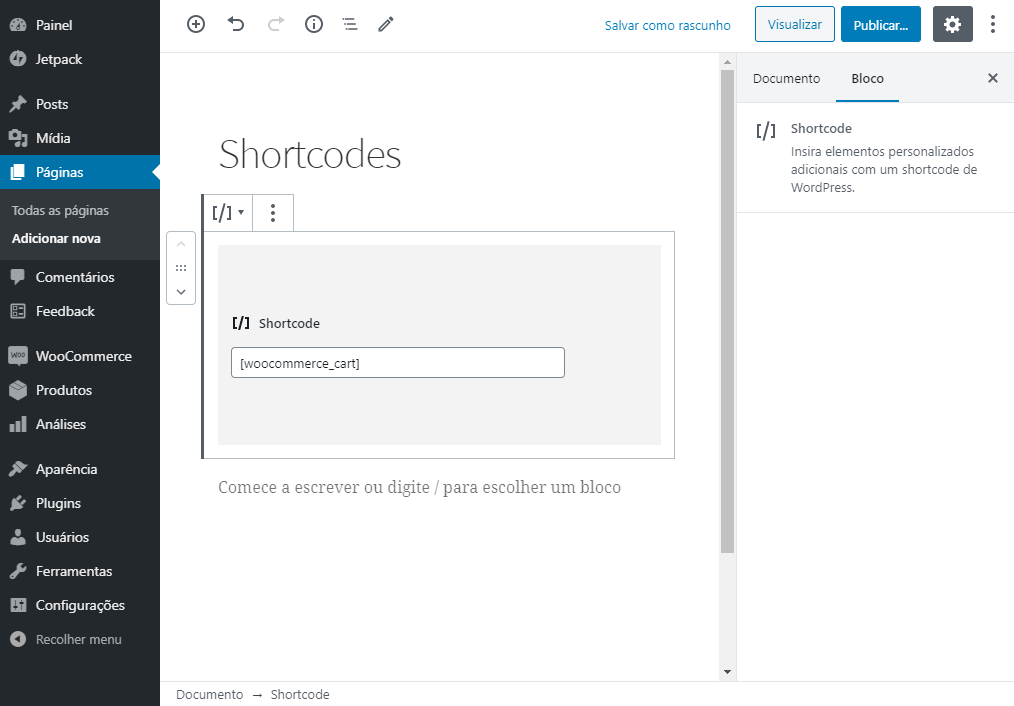 Painel
Jetpack
Posts
Mídia
Páginas
Todas as páginas
Adicionar nova
Comentários
Feedback
Woo WooCommerce
Produtos
Análises
Aparência
Plugins
Usuários
Ferramentas
Configurações
Recolher menu
Salvar como rascunho
Visualizar
Publicar...
Shortcodes
[/]
[/] Shortcode
[woocommerce_cart]
Comece a escrever ou digite / para escolher um bloco
Documento Bloco
[/] Shortcode
Insira elementos personalizados
adicionais com um shortcode de
WordPress.
Documento → Shortcode